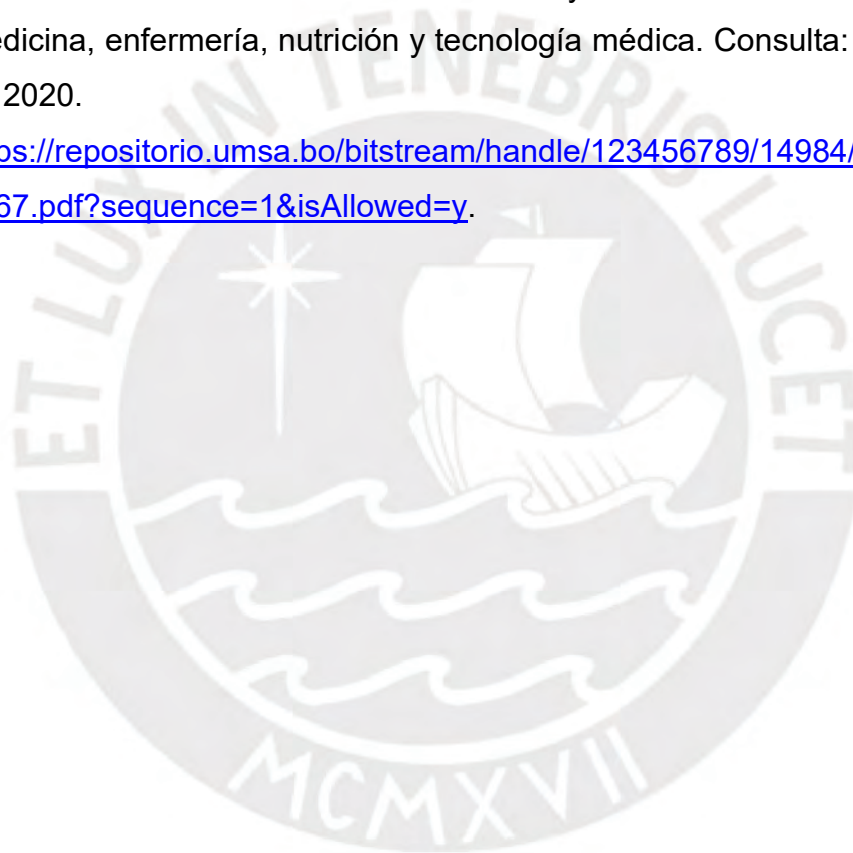 edicina, enfermería, nutrición y tecnología médica. Consulta:
2020.
ps://repositorio.umsa.bo/bitstream/handle/123456789/14984/
67.pdf?sequence=1&isAllowed=y.
ET LUX IN TENEBRIS LUCET
MCMXVII